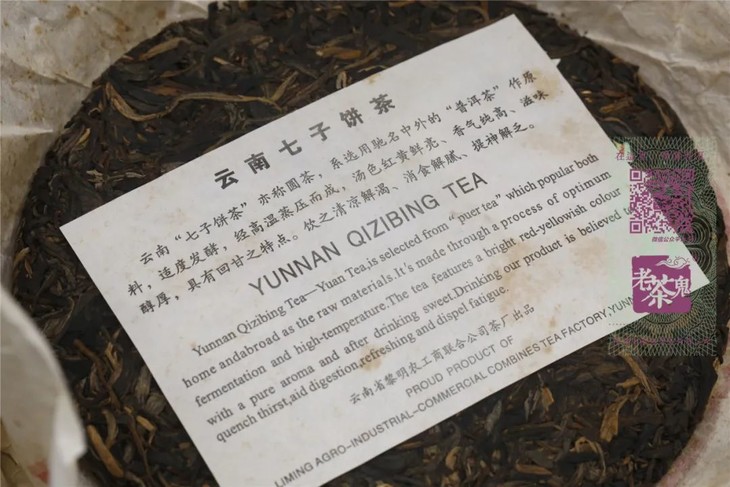 云南七子饼茶
云南“七子饼茶”亦称圆茶，系选用驰名中外的“普洱茶”作原
料，适度发酵，经高温蒸压而成，汤色红黄鲜亮、香气纯高、滋味
醇厚，具有回甘之特点。饮之清凉解渴、消食解腻、提神解乏。
YUNNAN QIZIBING TEA
Yunnan Qizibing Tea—Yuan Tea,is selected from "puer tea" which popular both
home andabroad as the raw materials.It's made through a process of optimum
fermentation and high-temperature.The tea features a bright red-yellowish colour
with a pure aroma and after drinking sweet.Drinking our product is believed to
quench thirst,aid digestion,refreshing and dispel fatigue.
云南省黎明农工商联合公司茶厂出品
PROUD PRODUCT OF
LIMING AGRO-INDUSTRIAL-COMMERCIAL COMBINES TEA FACTORY,YUNN
老茶鬼